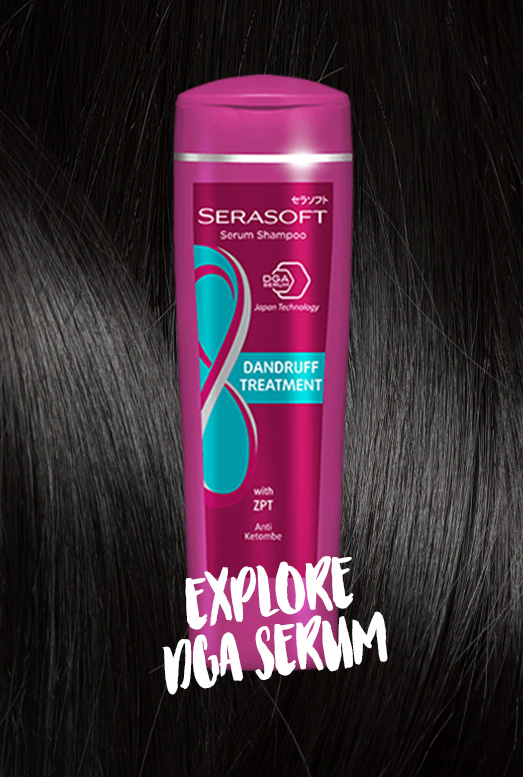 セラソフト
SERASOFT
Serum Shampoo
DGA
SERUM
Japan Technology
DANDRUFF
TREATMENT
with
ZPT
Anti
Ketombe
EXPLORE
DGA SERUM